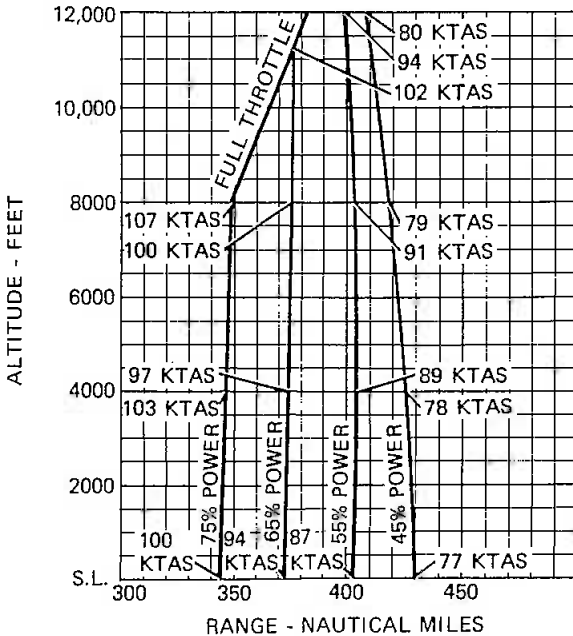 12,000
10,000
8000
6000
4000
2000
S.L.
ALTITUDE - FEET
FULL THROTTLE
80 KTAS
94 KTAS
102 KTAS
107 KTAS
100 KTAS
79 KTAS
91 KTAS
97 KTAS
103 KTAS
89 KTAS
78 KTAS
75% POWER
65% POWER
55% POWER
45% POWER
100
KTAS
94
KTAS
87
KTAS
77 KTAS
300
350
400
450
RANGE - NAUTICAL MILES